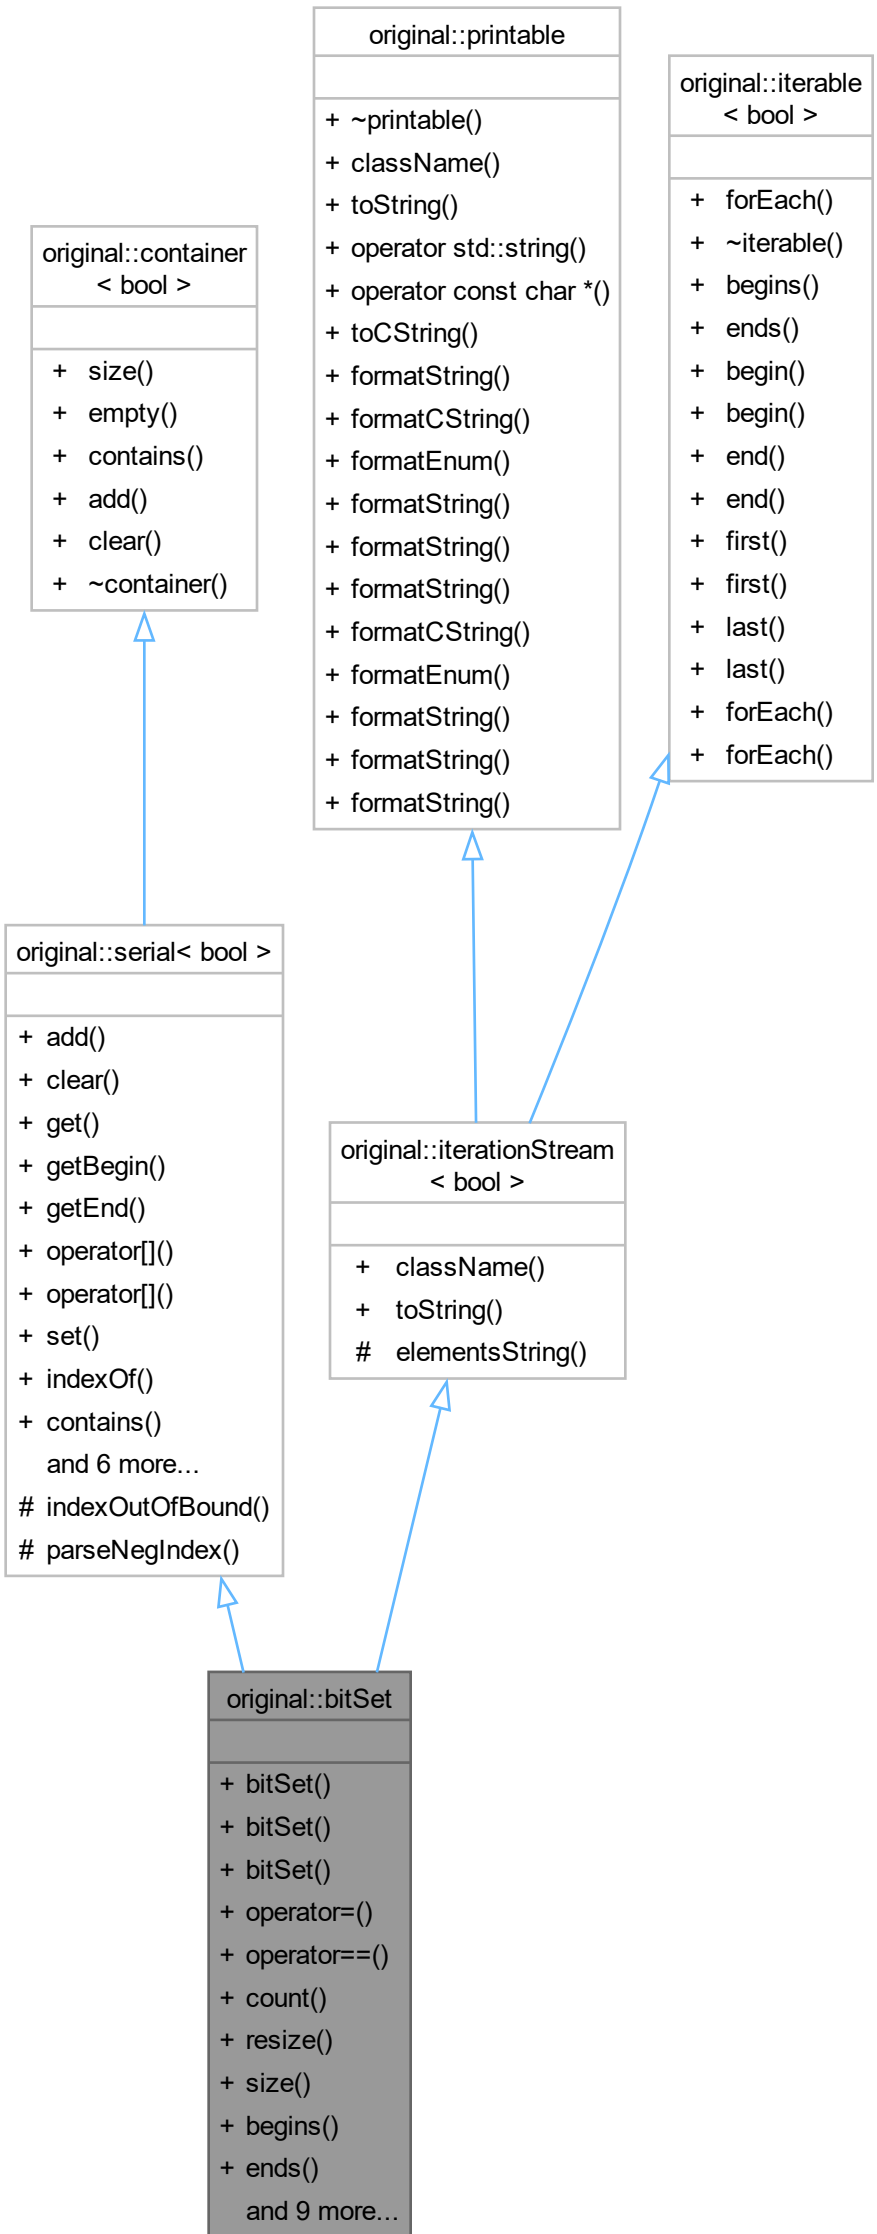 original::printable
+ ~printable()
+ className()
+ toString()
+ operator std::string()
+ operator const char *()
+ toCString()
+ formatString()
+ formatCString()
+ formatEnum()
+ formatString()
+ formatString()
+ formatString()
+ formatCString()
+ formatEnum()
+ formatString()
+ formatString()
+ formatString()
original::iterable
< bool >
+ forEach()
+ ~iterable()
+ begins()
+ ends()
+ begin()
+ begin()
+ end()
+ end()
+ first()
+ first()
+ last()
+ last()
+ forEach()
+ forEach()
original::container
< bool >
+ size()
+ empty()
+ contains()
+ add()
+ clear()
+ ~container()
original::serial< bool >
+ add()
+ clear()
+ get()
+ getBegin()
+ getEnd()
+ operator[]()
+ operator[]()
+ set()
+ indexOf()
+ contains()
and 6 more...
# indexOutOfBound()
# parseNegIndex()
original::iterationStream
< bool >
+ className()
+ toString()
# elementsString()
original::bitSet
+ bitSet()
+ bitSet()
+ bitSet()
+ operator=()
+ operator==()
+ count()
+ resize()
+ size()
+ begins()
+ ends()
and 9 more...